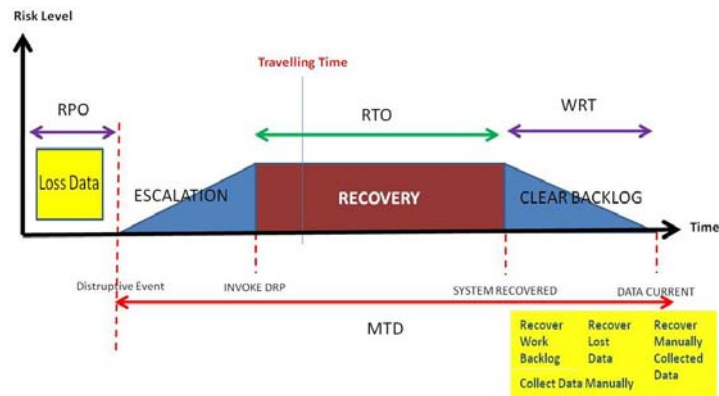 Risk Level
Travelling Time
RPO
RTO
WRT
Loss Data
ESCALATION
RECOVERY
CLEAR BACKLOG
Time
Distruptive Event
INVOKE DRP
SYSTEM RECOVERED
DATA CURRENT
MTD
Recover Work Backlog
Recover Lost Data
Recover Manually Collected Data
Collect Data Manually